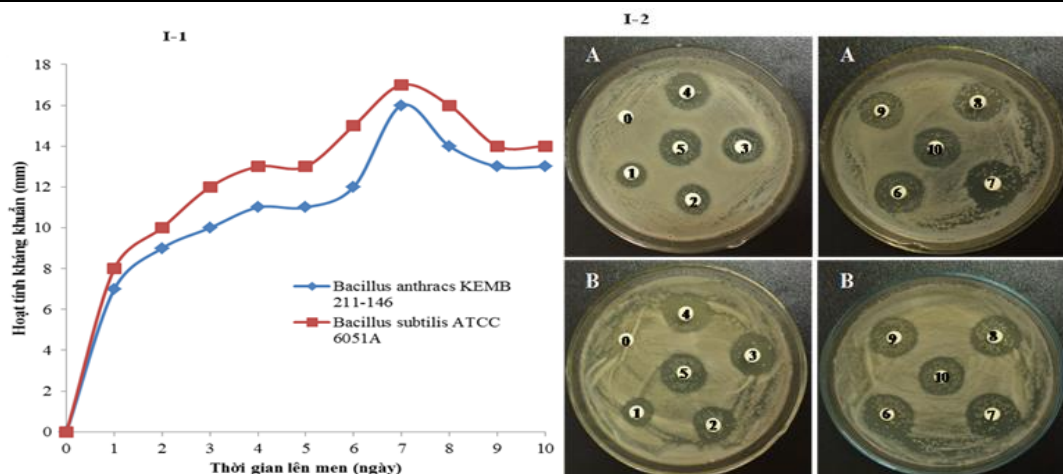 I-1
I-2
Hoạt tính kháng khuẩn (mm)
18
16
14
12
10
8
6
4
2
0
0 1 2 3 4 5 6 7 8 9 10
Thời gian lên men (ngày)
Bacillus anthracs KEMB
211-146
Bacillus subtilis ATCC
6051A
A
4
0
5
3
1
2
A
9
8
10
6
7
B
4
0
3
5
1
2
B
9
8
10
6
7